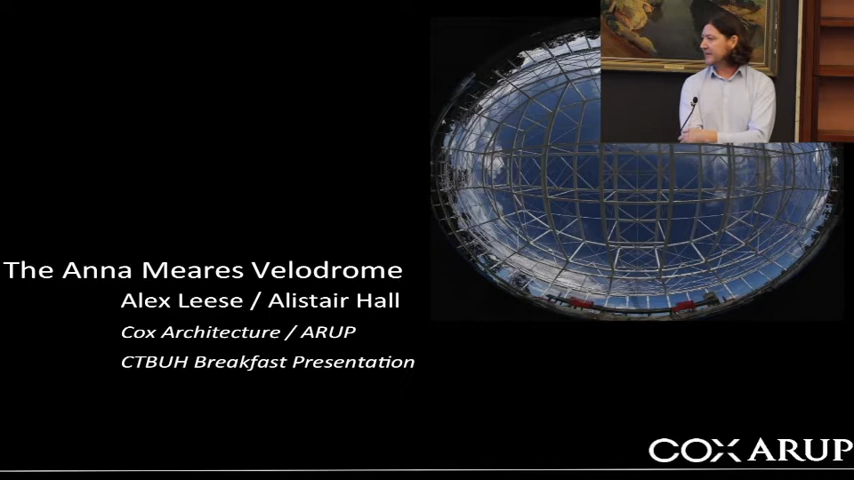 The Anna Meares Velodrome
Alex Leese / Alistair Hall
Cox Architecture / ARUP
CTBUH Breakfast Presentation
COX ARUP